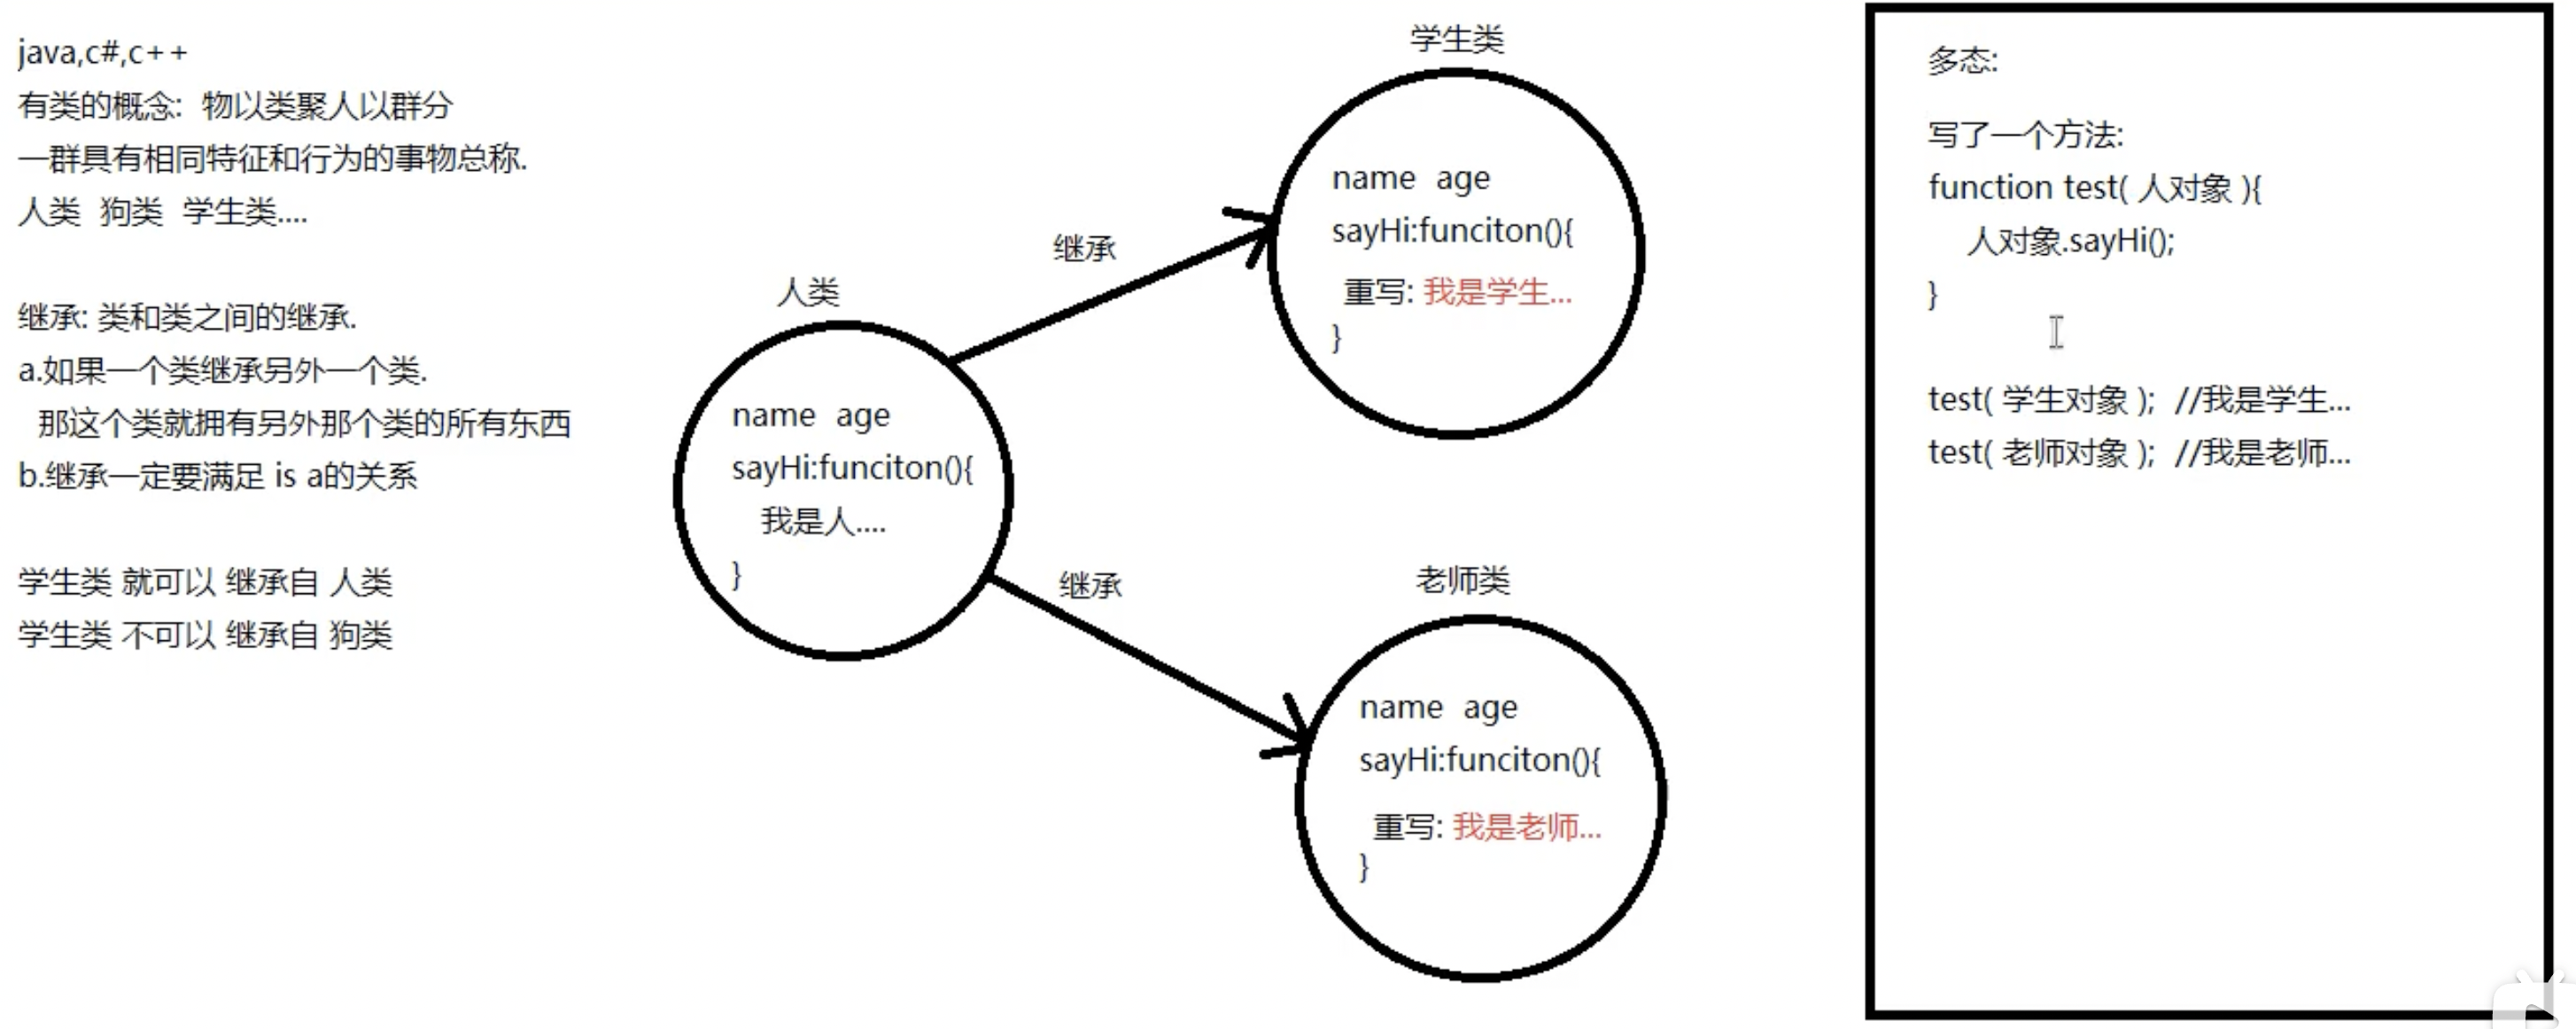 java,c#,c++
有类的概念: 物以类聚人以群分
一群具有相同特征和行为的事物总称.
人类 狗类 学生类....
继承: 类和类之间的继承.
a.如果一个类继承另外一个类.
那这个类就拥有另外那个类的所有东西
b.继承一定要满足 is a的关系
学生类 就可以 继承自 人类
学生类 不可以 继承自 狗类
人类
name age
sayHi:funciton(){
我是人....
}
继承
学生类
name age
sayHi:funciton(){
重写: 我是学生...
}
继承
老师类
name age
sayHi:funciton(){
重写: 我是老师...
}
多态:
写了一个方法:
function test( 人对象 ){
人对象.sayHi();
}
test( 学生对象 ); //我是学生...
test( 老师对象 ); //我是老师...